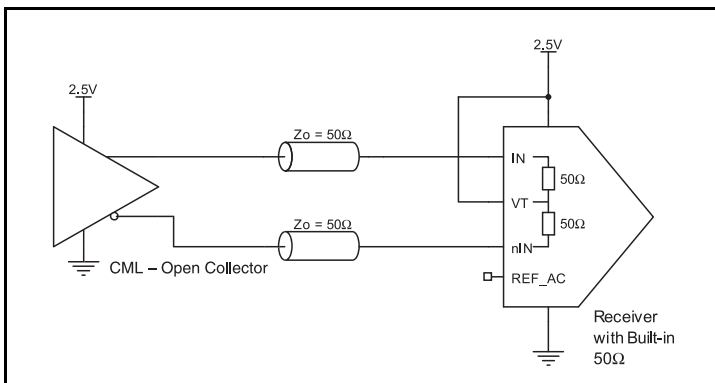 2.5V
2.5V
Zo = 50Ω
IN
50Ω
VT
50Ω
Zo = 50Ω
nIN
CML – Open Collector
REF_AC
Receiver
with Built-in
50Ω